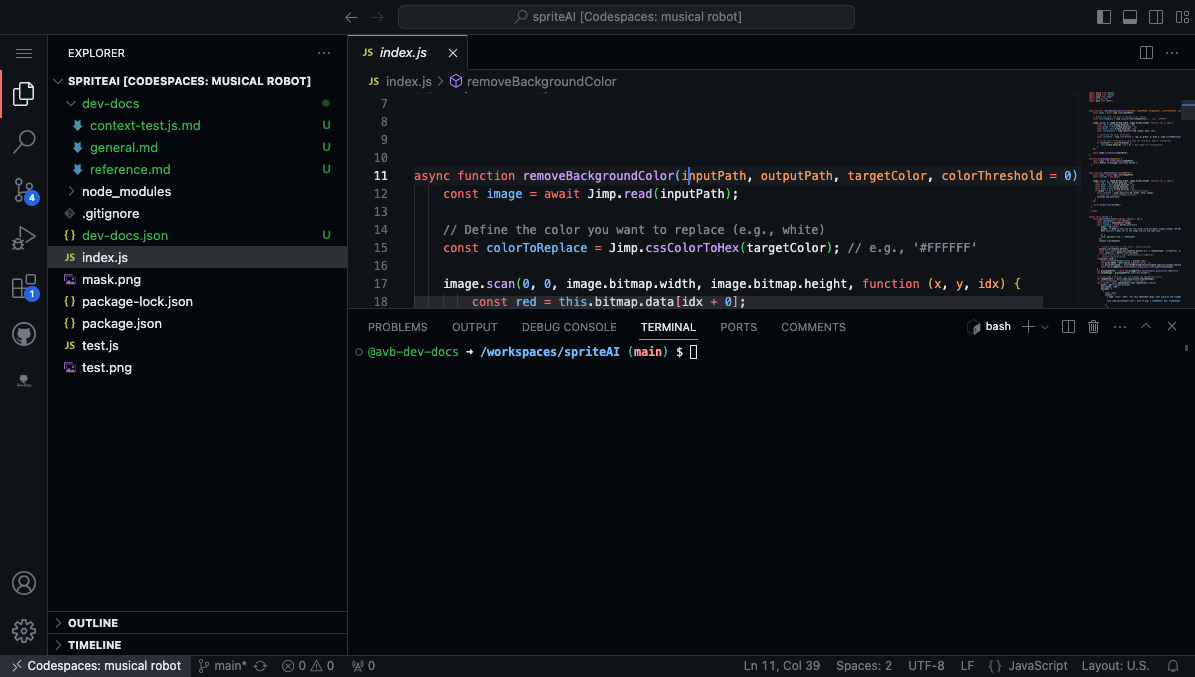 spriteAI [Codespaces: musical robot]
EXPLORER
SPRITEAI [CODESPACES: MUSICAL ROBOT]
dev-docs
context-test.js.md U
general.md U
reference.md U
node_modules
.gitignore
{} dev-docs.json U
JS index.js
mask.png
{} package-lock.json
{} package.json
JS test.js
test.png
OUTLINE
TIMELINE
4
1
JS index.js
JS index.js > removeBackgroundColor
7
8
9
10
11 async function removeBackgroundColor(inputPath, outputPath, targetColor, colorThreshold = 0)
12 const image = await Jimp.read(inputPath);
13
14 // Define the color you want to replace (e.g., white)
15 const colorToReplace = Jimp.cssColorToHex(targetColor); // e.g., '#FFFFFF'
16
17 image.scan(0, 0, image.bitmap.width, image.bitmap.height, function (x, y, idx) {
18 const red = this.bitmap.data[idx + 0];
PROBLEMS OUTPUT DEBUG CONSOLE TERMINAL PORTS COMMENTS bash
@avb-dev-docs → /workspaces/spriteAI (main) $
Codespaces: musical robot main* 0 0 0 Ln 11, Col 39 Spaces: 2 UTF-8 LF {} JavaScript Layout: U.S.